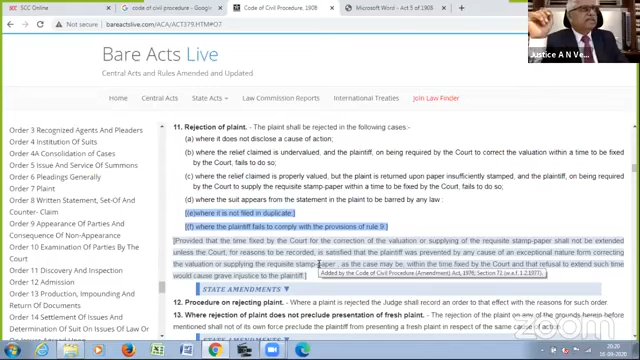 SCC Online
code of civil procedure - Google
Code of Civil Procedure, 1908
Microsoft Word - Act 5 of 1908
Not secure | bareactslive.com/ACA/ACT379.HTM#O7
Justice A N Ve
Bare Acts Live
Central Acts and Rules Amended and Updated
Home
Central Acts
State Acts
Law Commission Reports
International Treaties
Join Law Finder
Order 3 Recognized Agents And Pleaders
Order 4 Institution Of Suits
Order 4A Consolidation of Cases
Order 5 Issue and Service of Summons
Order 6 Pleadings Generally
Order 7 Plaint
Order 8 Written Statement, Set-Off And Counter- Claim
Order 9 Appearance Of Parties And Consequence of Non-Appearance
Order 10 Examination Of Parties By the Court
Order 11 Discovery And Inspection
Order 12 Admission
Order 14 Settlement Of Issues And Determination Of Suit On Issues Of Law
11. Rejection of plaint. - The plaint shall be rejected in the following cases:-
(a) where it does not disclose a cause of action;
(b) where the relief claimed is undervalued, and the plaintiff, on being required by the Court to correct the valuation within a time to be fixed
by the Court, fails to do so;
(c) where the relief claimed is properly valued, but the plaint is returned upon paper insufficiently stamped, and the plaintiff, on being required
by the Court to supply the requisite stamp-paper within a time to be fixed by the Court, fails to do so;
(d) where the suit appears from the statement in the plaint to be barred by any law :
[(e)where it is not filed in duplicate;]
[(f) where the plaintiff fails to comply with the provisions of rule 9.]
[Provided that the time fixed by the Court for the correction of the valuation or supplying of the requisite stamp-paper shall not be extended
unless the Court, for reasons to be recorded, is satisfied that the plaintiff was prevented by any cause of an exceptional nature form correcting
the valuation or supplying the requisite stamp-paper , as the case may be, within the time fixed by the Court and that refusal to extend such time
would cause grave injustice to the plaintiff.]
Added by the Code of Civil Procedure (Amendment) Act, 1976; Section 72 (w.e.f. 1.2.1977).
STATE AMENDMENTS
12. Procedure on rejecting plaint. - Where a plaint is rejected the Judge shall record an order to that effect with the reasons for such order
13. Where rejection of plaint does not preclude presentation of fresh plaint. - The rejection of the plaint on any of the grounds herein before
mentioned shall not of its own force preclude the plaintiff from presenting a fresh plaint in respect of the same cause of action.
zoom
20:20
16-09-2020